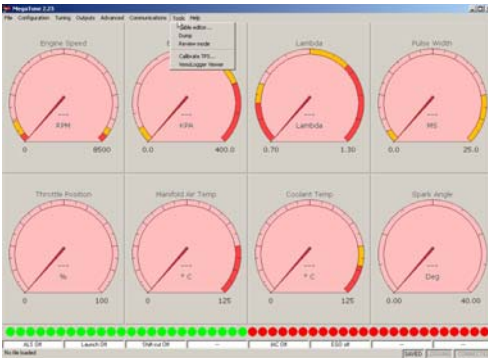 MegaTune 2.25
File Configuration Tuning Outputs Advanced Communications Tools Help
Table editor...
Dump
Review mode
Calibrate TPS...
ViewLogger Viewer
Engine Speed Lambda Pulse Width
--- --- --- ---
RPM KPA Lambda MS
0 8500 0.0 400.0 0.70 1.30 0.0 25.0
Throttle Position Manifold Air Temp Coolant Temp Spark Angle
--- --- --- ---
% ° C ° C Deg
0 100 0 125 0 125 0.00 40.00
ALS Off Launch Off Shift cut Off -- IAC Off EGO off -- --
No file loaded SAVED